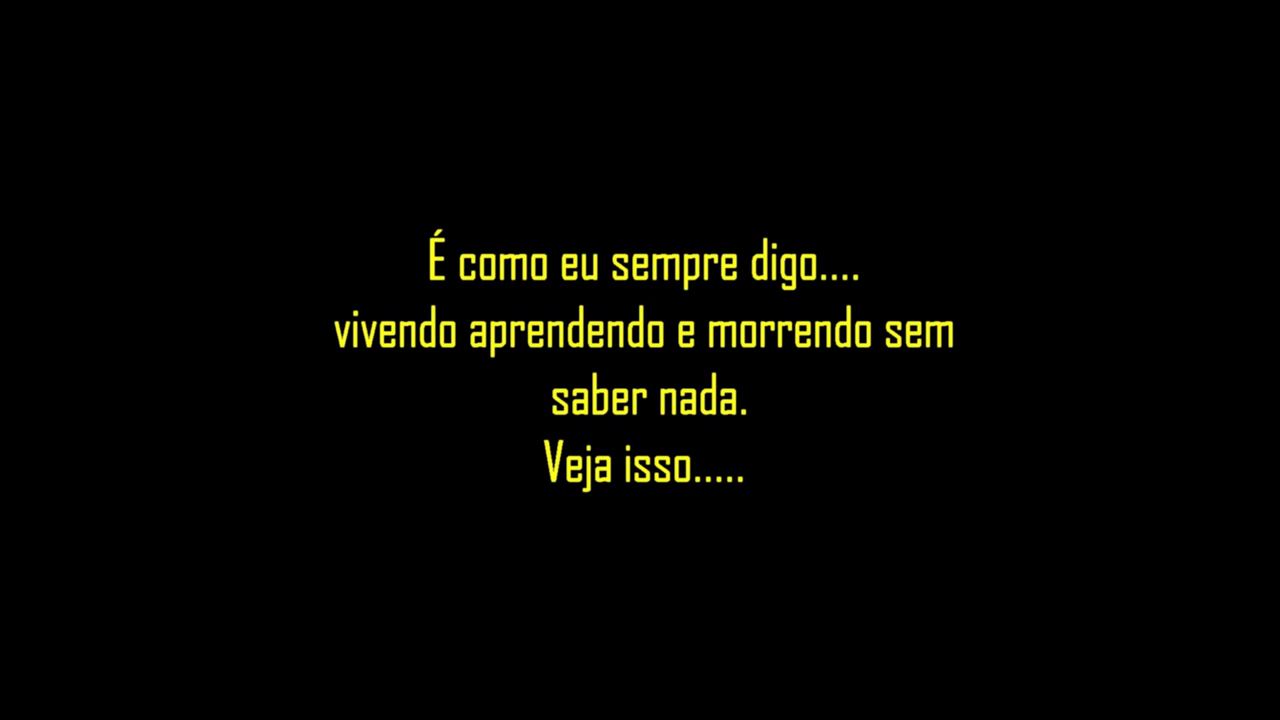 É como eu sempre digo....
vivendo aprendendo e morrendo sem
saber nada.
Veja isso.....